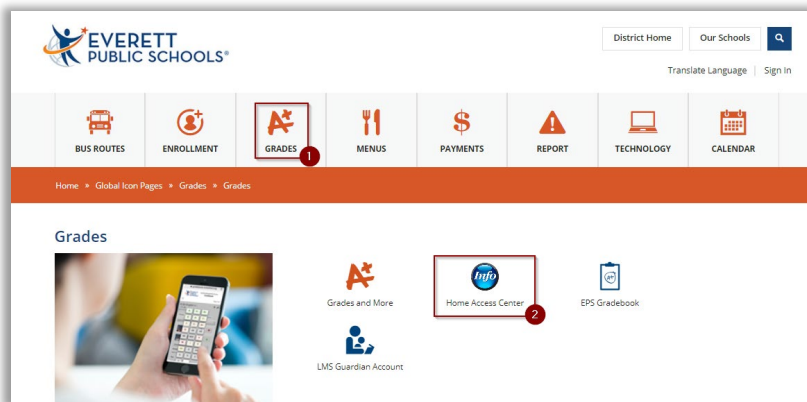 EVERETT
PUBLIC SCHOOLS®
District Home
Our Schools
Translate Language
Sign In
BUS ROUTES
ENROLLMENT
A+
GRADES
1
MENUS
$
PAYMENTS
REPORT
TECHNOLOGY
CALENDAR
Home » Global Icon Pages » Grades » Grades
Grades
A+
Grades and More
Info
Home Access Center
2
A+
EPS Gradebook
LMS Guardian Account